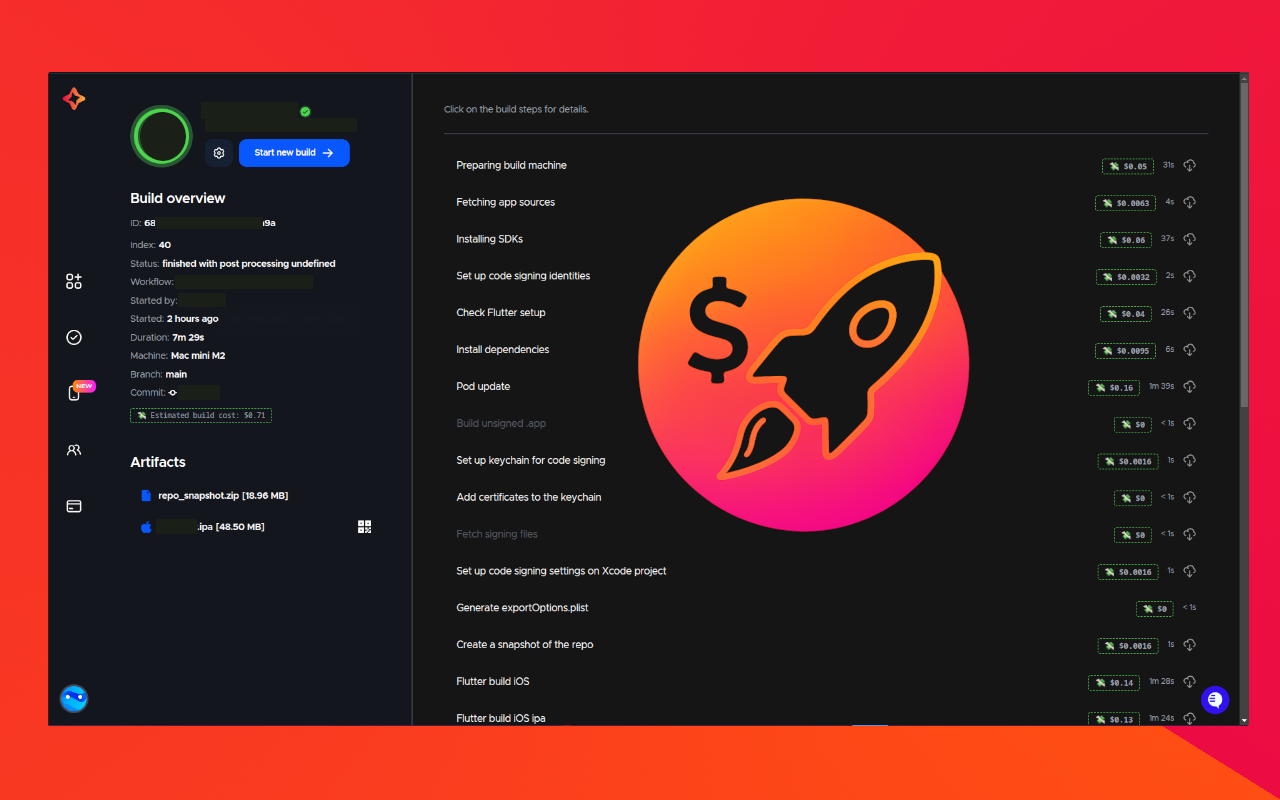 Start new build
Build overview
ID: 68 i9a
Index: 40
Status: finished with post processing undefined
Workflow:
Started by:
Started: 2 hours ago
Duration: 7m 29s
Machine: Mac mini M2
Branch: main
Commit:
💸 Estimated build cost: $0.71
Artifacts
repo_snapshot.zip [18.96 MB]
.ipa [48.50 MB]
NEW
Click on the build steps for details.
Preparing build machine 💸 $0.05 31s
Fetching app sources 💸 $0.0063 4s
Installing SDKs 💸 $0.06 37s
Set up code signing identities 💸 $0.0032 2s
Check Flutter setup 💸 $0.04 26s
Install dependencies 💸 $0.0095 6s
Pod update 💸 $0.16 1m 39s
Build unsigned .app 💸 $0 < 1s
Set up keychain for code signing 💸 $0.0016 1s
Add certificates to the keychain 💸 $0 < 1s
Fetch signing files 💸 $0 < 1s
Set up code signing settings on Xcode project 💸 $0.0016 1s
Generate exportOptions.plist 💸 $0 < 1s
Create a snapshot of the repo 💸 $0.0016 1s
Flutter build iOS 💸 $0.14 1m 28s
Flutter build iOS ipa 💸 $0.13 1m 24s
$